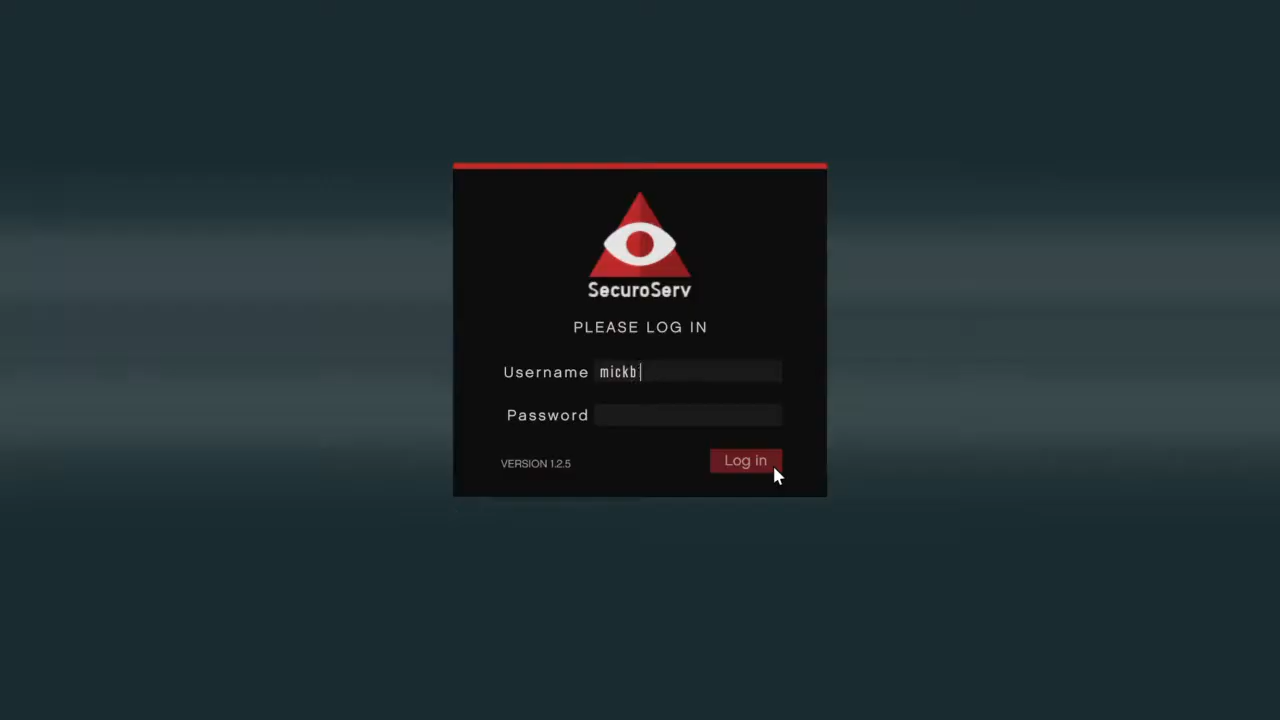 SecuroServ
PLEASE LOG IN
Username mickb
Password
VERSION 1.2.5 Log in